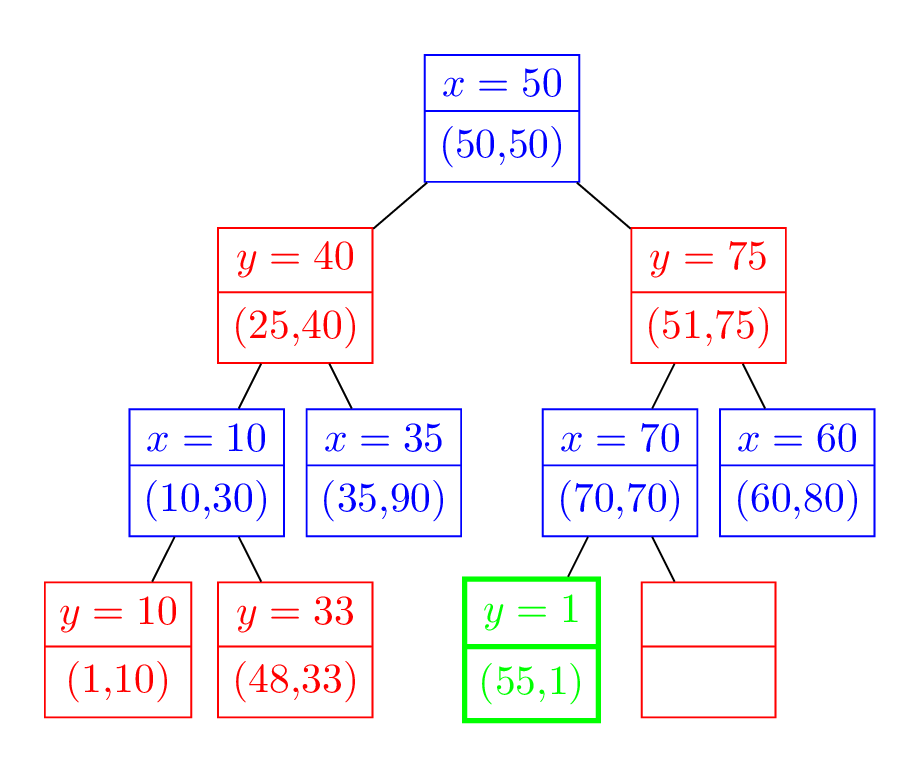 x = 50
(50,50)
y = 40
(25,40)
y = 75
(51,75)
x = 10
(10,30)
x = 35
(35,90)
x = 70
(70,70)
x = 60
(60,80)
y = 10
(1,10)
y = 33
(48,33)
y = 1
(55,1)